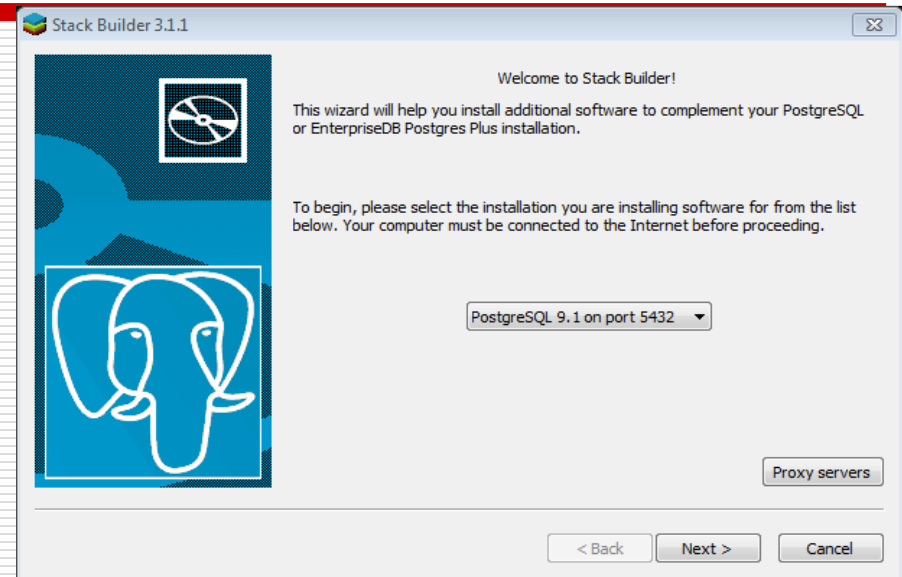 Stack Builder 3.1.1
Welcome to Stack Builder!
This wizard will help you install additional software to complement your PostgreSQL
or EnterpriseDB Postgres Plus installation.
To begin, please select the installation you are installing software for from the list
below. Your computer must be connected to the Internet before proceeding.
PostgreSQL 9.1 on port 5432
Proxy servers
< Back Next > Cancel